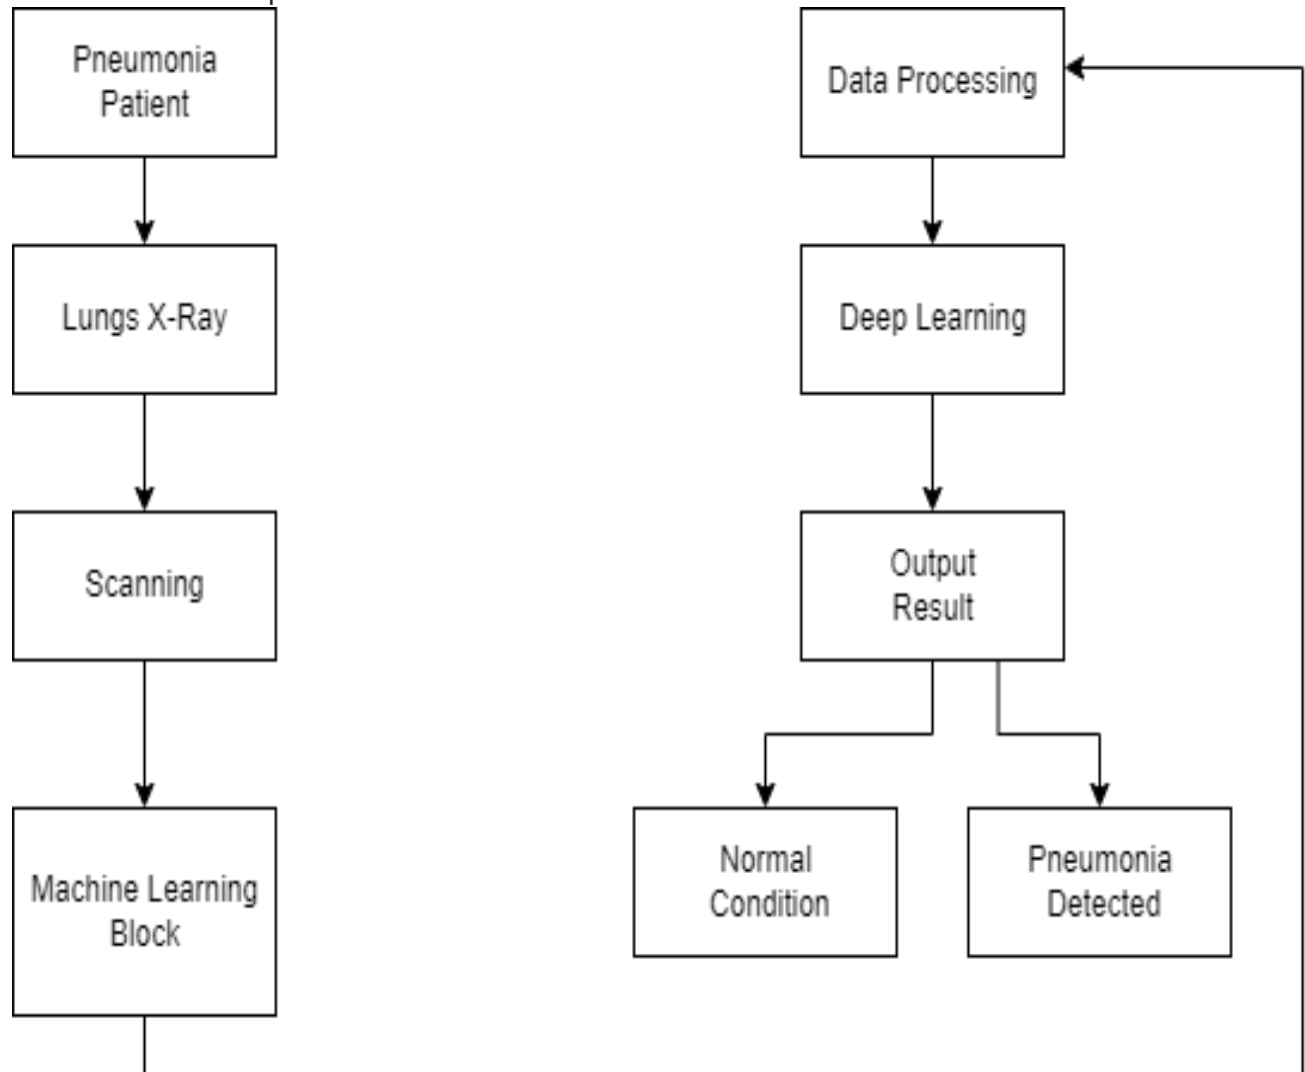 Pneumonia
Patient
Lungs X-Ray
Scanning
Machine Learning
Block
Data Processing
Deep Learning
Output
Result
Normal
Condition
Pneumonia
Detected